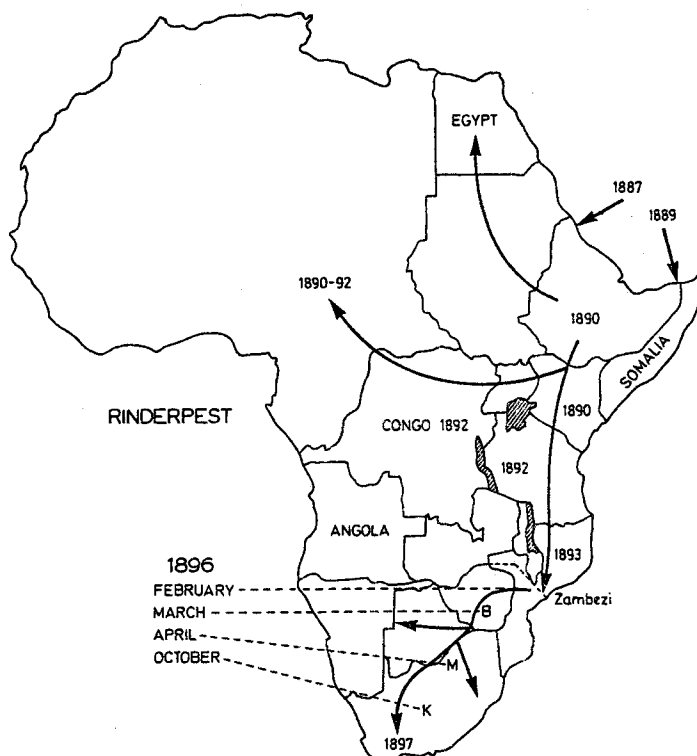 EGYPT
1887
1889
1890-92
1890
SOMALIA
RINDERPEST
CONGO 1892
1890
1892
ANGOLA
1893
1896
FEBRUARY
Zambezi
MARCH
B
APRIL
M
OCTOBER
K
1897